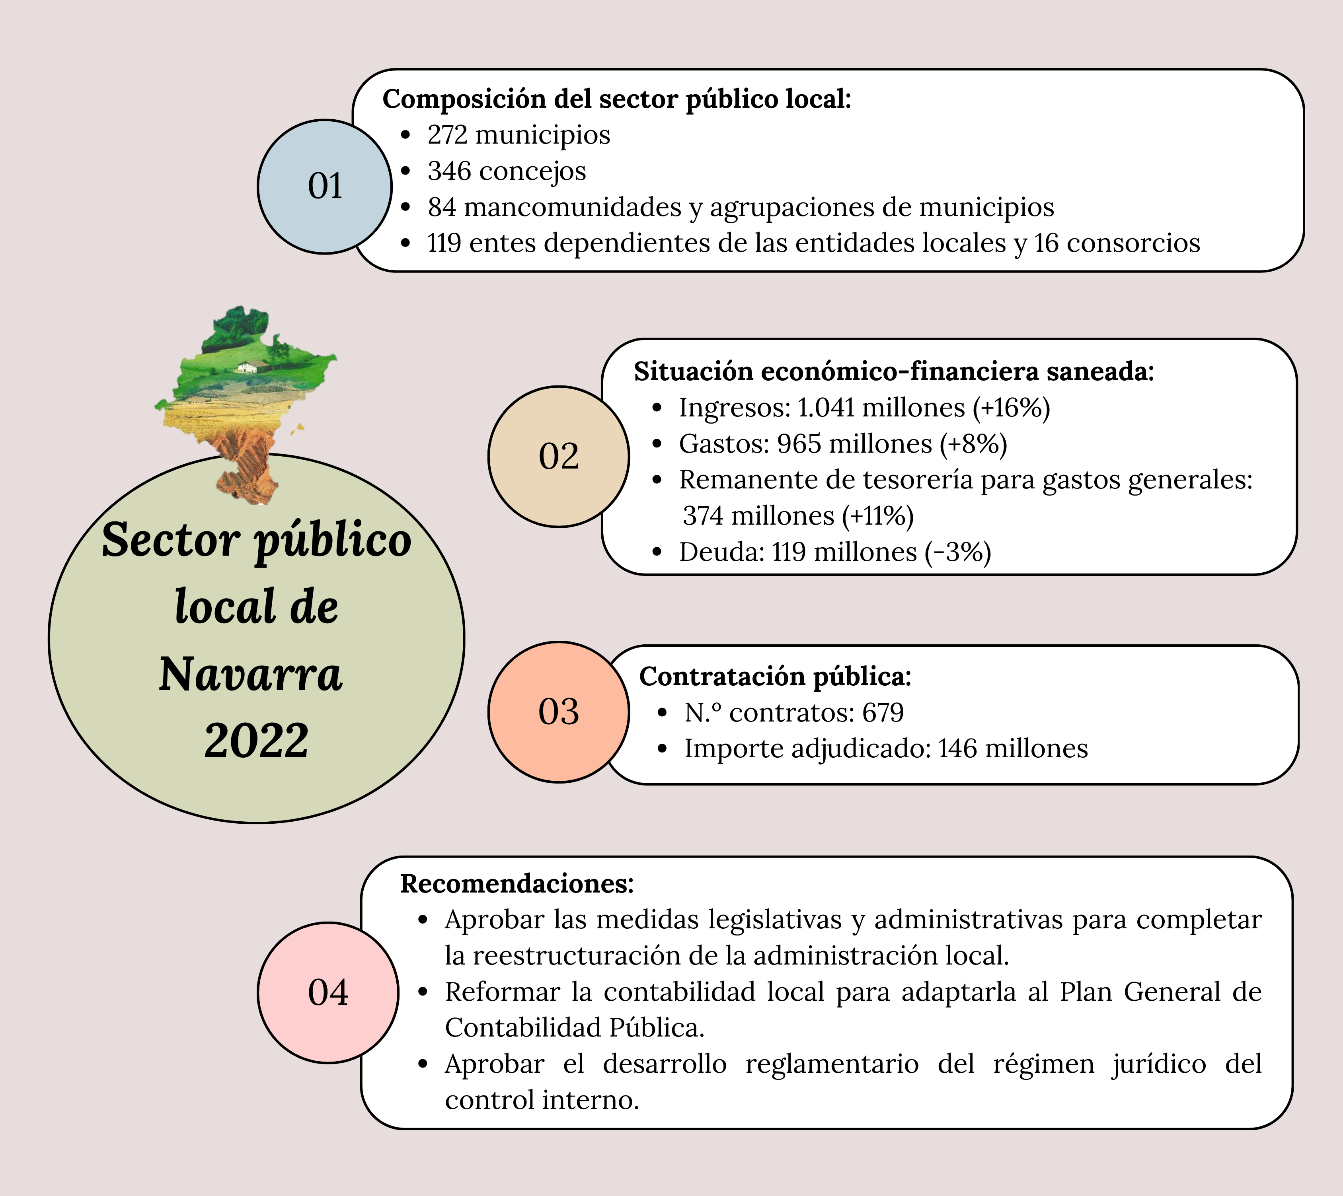 Composición del sector público local:
• 272 municipios
• 346 concejos
• 84 mancomunidades y agrupaciones de municipios
• 119 entes dependientes de las entidades locales y 16 consorcios
01
Situación económico-financiera saneada:
• Ingresos: 1.041 millones (+16%)
• Gastos: 965 millones (+8%)
• Remanente de tesorería para gastos generales:
374 millones (+11%)
• Deuda: 119 millones (-3%)
02
Sector público
local de
Navarra
2022
Contratación pública:
• N.º contratos: 679
• Importe adjudicado: 146 millones
03
Recomendaciones:
• Aprobar las medidas legislativas y administrativas para completar
la reestructuración de la administración local.
• Reformar la contabilidad local para adaptarla al Plan General de
Contabilidad Pública.
• Aprobar el desarrollo reglamentario del régimen jurídico del
control interno.
04